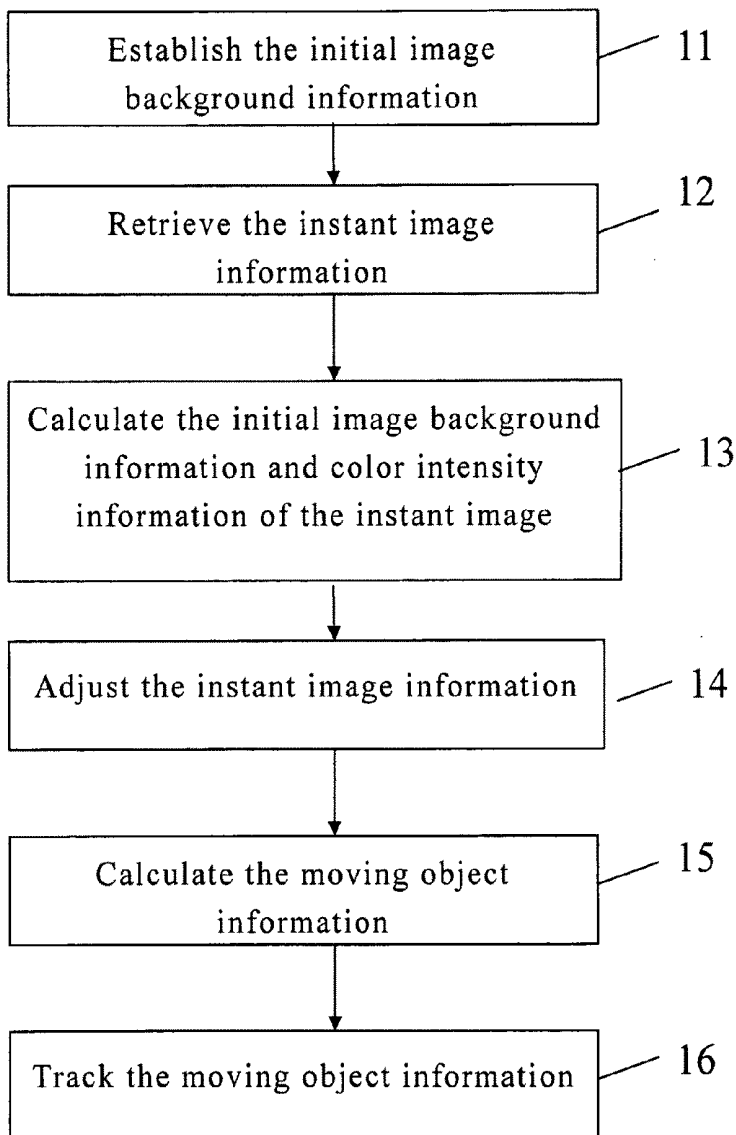 Establish the initial image
background information
11
Retrieve the instant image
information
12
Calculate the initial image background
information and color intensity
information of the instant image
13
Adjust the instant image information
14
Calculate the moving object
information
15
Track the moving object information
16